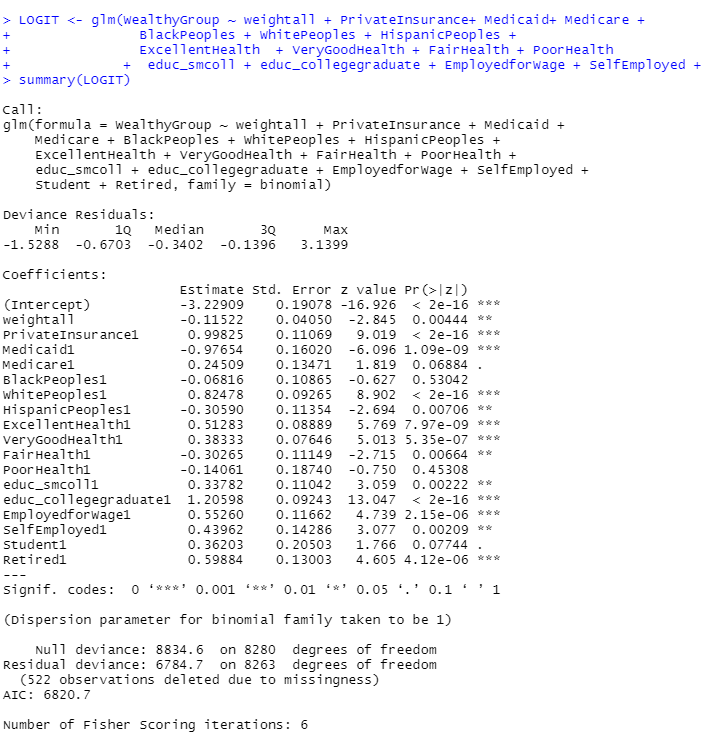 > LOGIT <- glm(WealthyGroup ~ weightall + PrivateInsurance+ Medicaid+ Medicare +
+ BlackPeoples + WhitePeoples + HispanicPeoples +
+ ExcellentHealth + VeryGoodHealth + FairHealth + PoorHealth
+ + educ_smcoll + educ_collegegraduate + EmployedforWage + SelfEmployed +
> summary(LOGIT)
Call:
glm(formula = WealthyGroup ~ weightall + PrivateInsurance + Medicaid +
Medicare + BlackPeoples + WhitePeoples + HispanicPeoples +
ExcellentHealth + VeryGoodHealth + FairHealth + PoorHealth +
educ_smcoll + educ_collegegraduate + EmployedforWage + SelfEmployed +
Student + Retired, family = binomial)
Deviance Residuals:
Min 1Q Median 3Q Max
-1.5288 -0.6703 -0.3402 -0.1396 3.1399
Coefficients:
Estimate Std. Error z value Pr(>|z|)
(Intercept) -3.22909 0.19078 -16.926 < 2e-16 ***
weightall -0.11522 0.04050 -2.845 0.00444 **
PrivateInsurance1 0.99825 0.11069 9.019 < 2e-16 ***
Medicaid1 -0.97654 0.16020 -6.096 1.09e-09 ***
Medicare1 0.24509 0.13471 1.819 0.06884 .
BlackPeoples1 -0.06816 0.10865 -0.627 0.53042
WhitePeoples1 0.82478 0.09265 8.902 < 2e-16 ***
HispanicPeoples1 -0.30590 0.11354 -2.694 0.00706 **
ExcellentHealth1 0.51283 0.08889 5.769 7.97e-09 ***
VeryGoodHealth1 0.38333 0.07646 5.013 5.35e-07 ***
FairHealth1 -0.30265 0.11149 -2.715 0.00664 **
PoorHealth1 -0.14061 0.18740 -0.750 0.45308
educ_smcoll1 0.33782 0.11042 3.059 0.00222 **
educ_collegegraduate1 1.20598 0.09243 13.047 < 2e-16 ***
EmployedforWage1 0.55260 0.11662 4.739 2.15e-06 ***
SelfEmployed1 0.43962 0.14286 3.077 0.00209 **
Student1 0.36203 0.20503 1.766 0.07744 .
Retired1 0.59884 0.13003 4.605 4.12e-06 ***
---
Signif. codes: 0 ‘***’ 0.001 ‘**’ 0.01 ‘*’ 0.05 ‘.’ 0.1 ‘ ’ 1
(Dispersion parameter for binomial family taken to be 1)
Null deviance: 8834.6 on 8280 degrees of freedom
Residual deviance: 6784.7 on 8263 degrees of freedom
(522 observations deleted due to missingness)
AIC: 6820.7
Number of Fisher Scoring iterations: 6